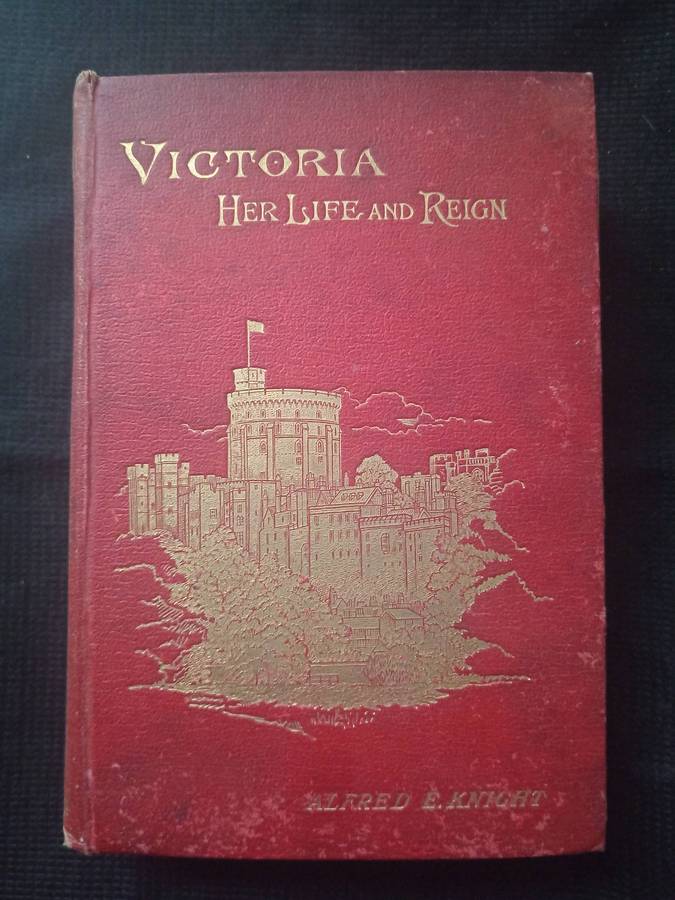 VICTORIA
HER LIFE AND REIGN
ALFRED E. KNIGHT